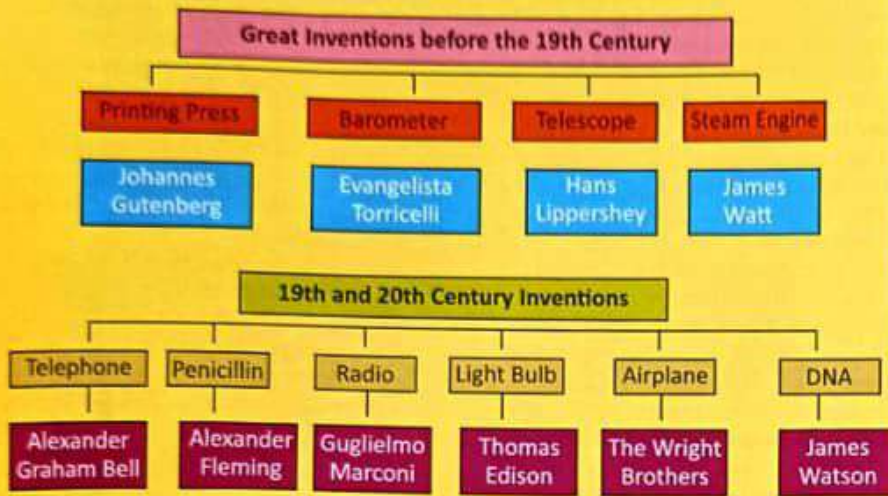 Great Inventions before the 19th Century
Printing Press
Barometer
Telescope
Steam Engine
Johannes
Gutenberg
Evangelista
Torricelli
Hans
Lippershey
James
Watt
19th and 20th Century Inventions
Telephone
Penicillin
Radio
Light Bulb
Airplane
DNA
Alexander
Graham Bell
Alexander
Fleming
Guglielmo
Marconi
Thomas
Edison
The Wright
Brothers
James
Watson